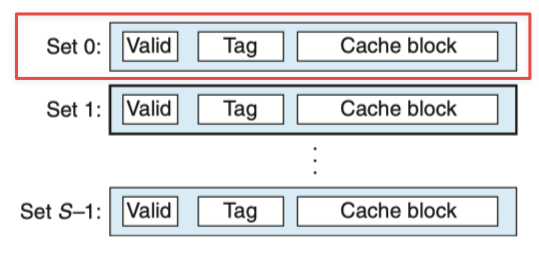 Set 0: Valid Tag Cache block
Set 1: Valid Tag Cache block
⋮
Set S–1: Valid Tag Cache block